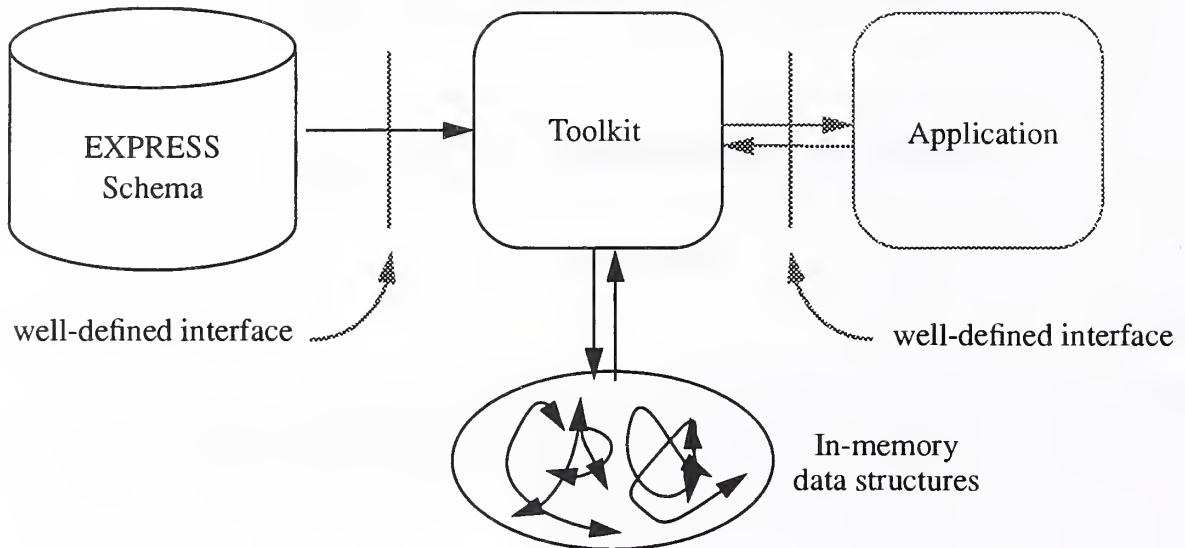 EXPRESS
Schema
Toolkit
Application
well-defined interface
well-defined interface
In-memory
data structures